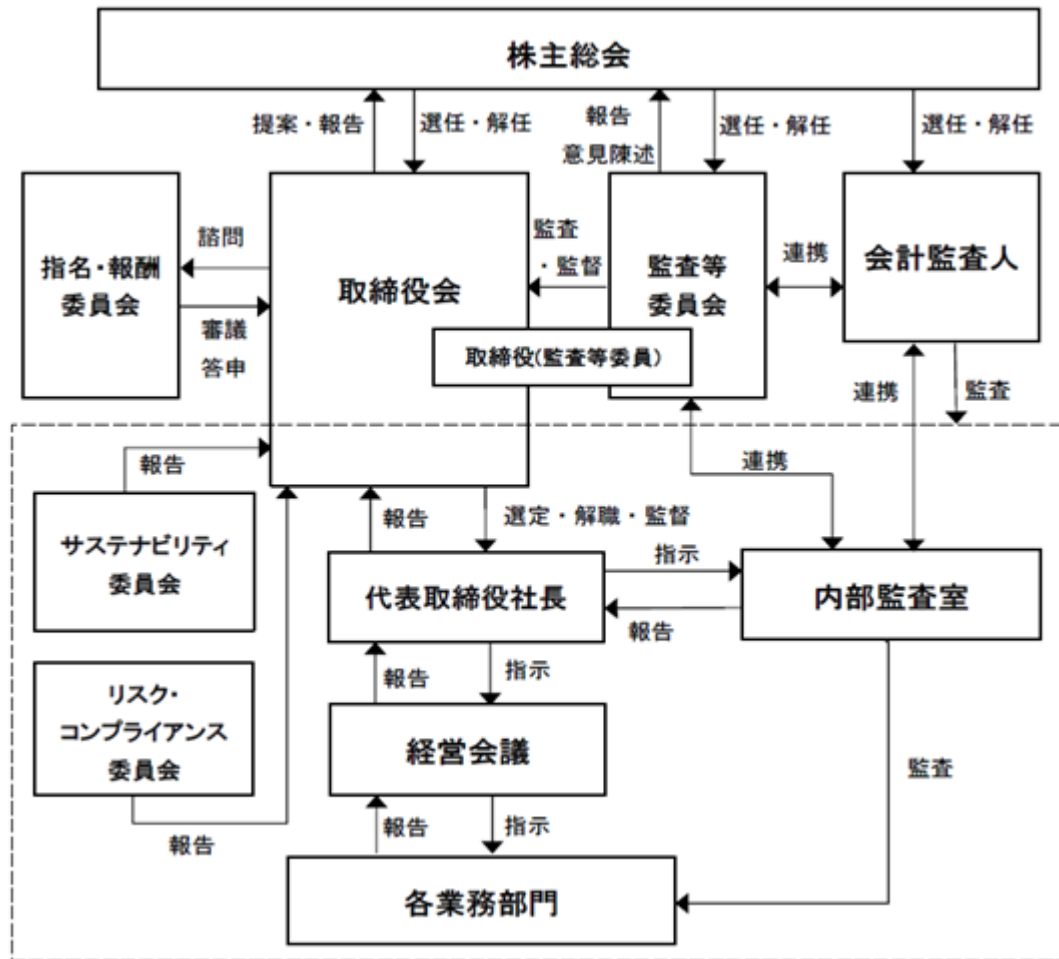 株主総会
提案・報告
選任・解任
報告
意見陳述
選任・解任
選任・解任
指名・報酬
委員会
諮問
審議
答申
取締役会
監査
・監督
監査等
委員会
連携
会計監査人
取締役(監査等委員)
連携
監査
報告
連携
サステナビリティ
委員会
報告
選定・解職・監督
代表取締役社長
指示
報告
内部監査室
リスク・
コンプライアンス
委員会
報告
報告
指示
経営会議
監査
報告
指示
各業務部門